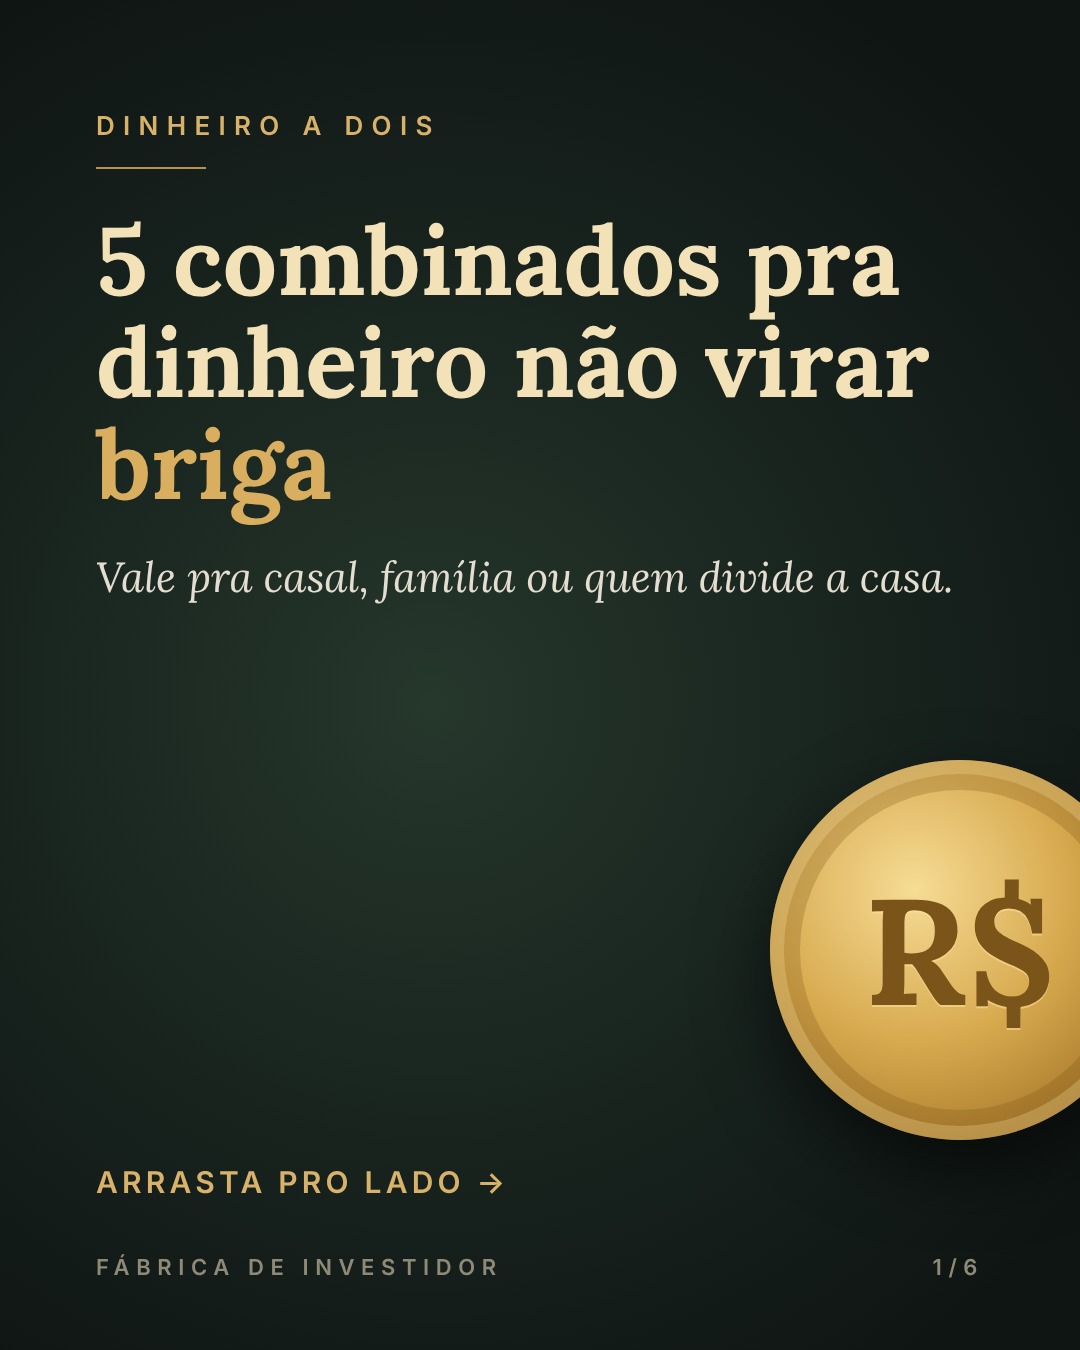 DINHEIRO A DOIS
5 combinados pra
dinheiro não virar
briga
Vale pra casal, família ou quem divide a casa.
R$
ARRASTA PRO LADO →
FÁBRICA DE INVESTIDOR
1/6